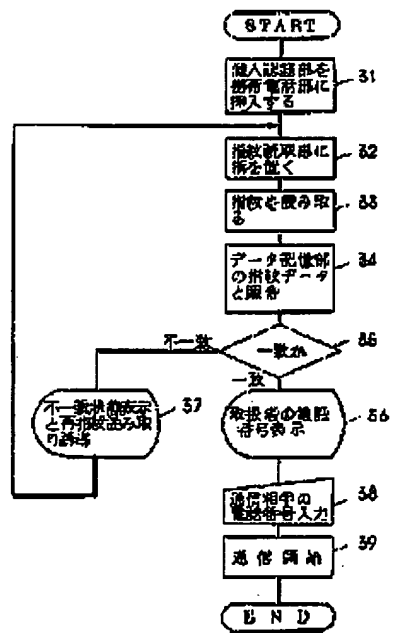 START
個人認識部を
携帯電話部に
挿入する
31
指紋読取部に
指を置く
32
指紋を読み取
る
33
データ記憶部
の指紋データ
と照合
34
一致か
35
不一致
一致
不一致状態表示
と再指紋読み取
り誘導
37
取扱者の電話
番号表示
36
通信相手の
電話番号入力
38
通信開始
39
END